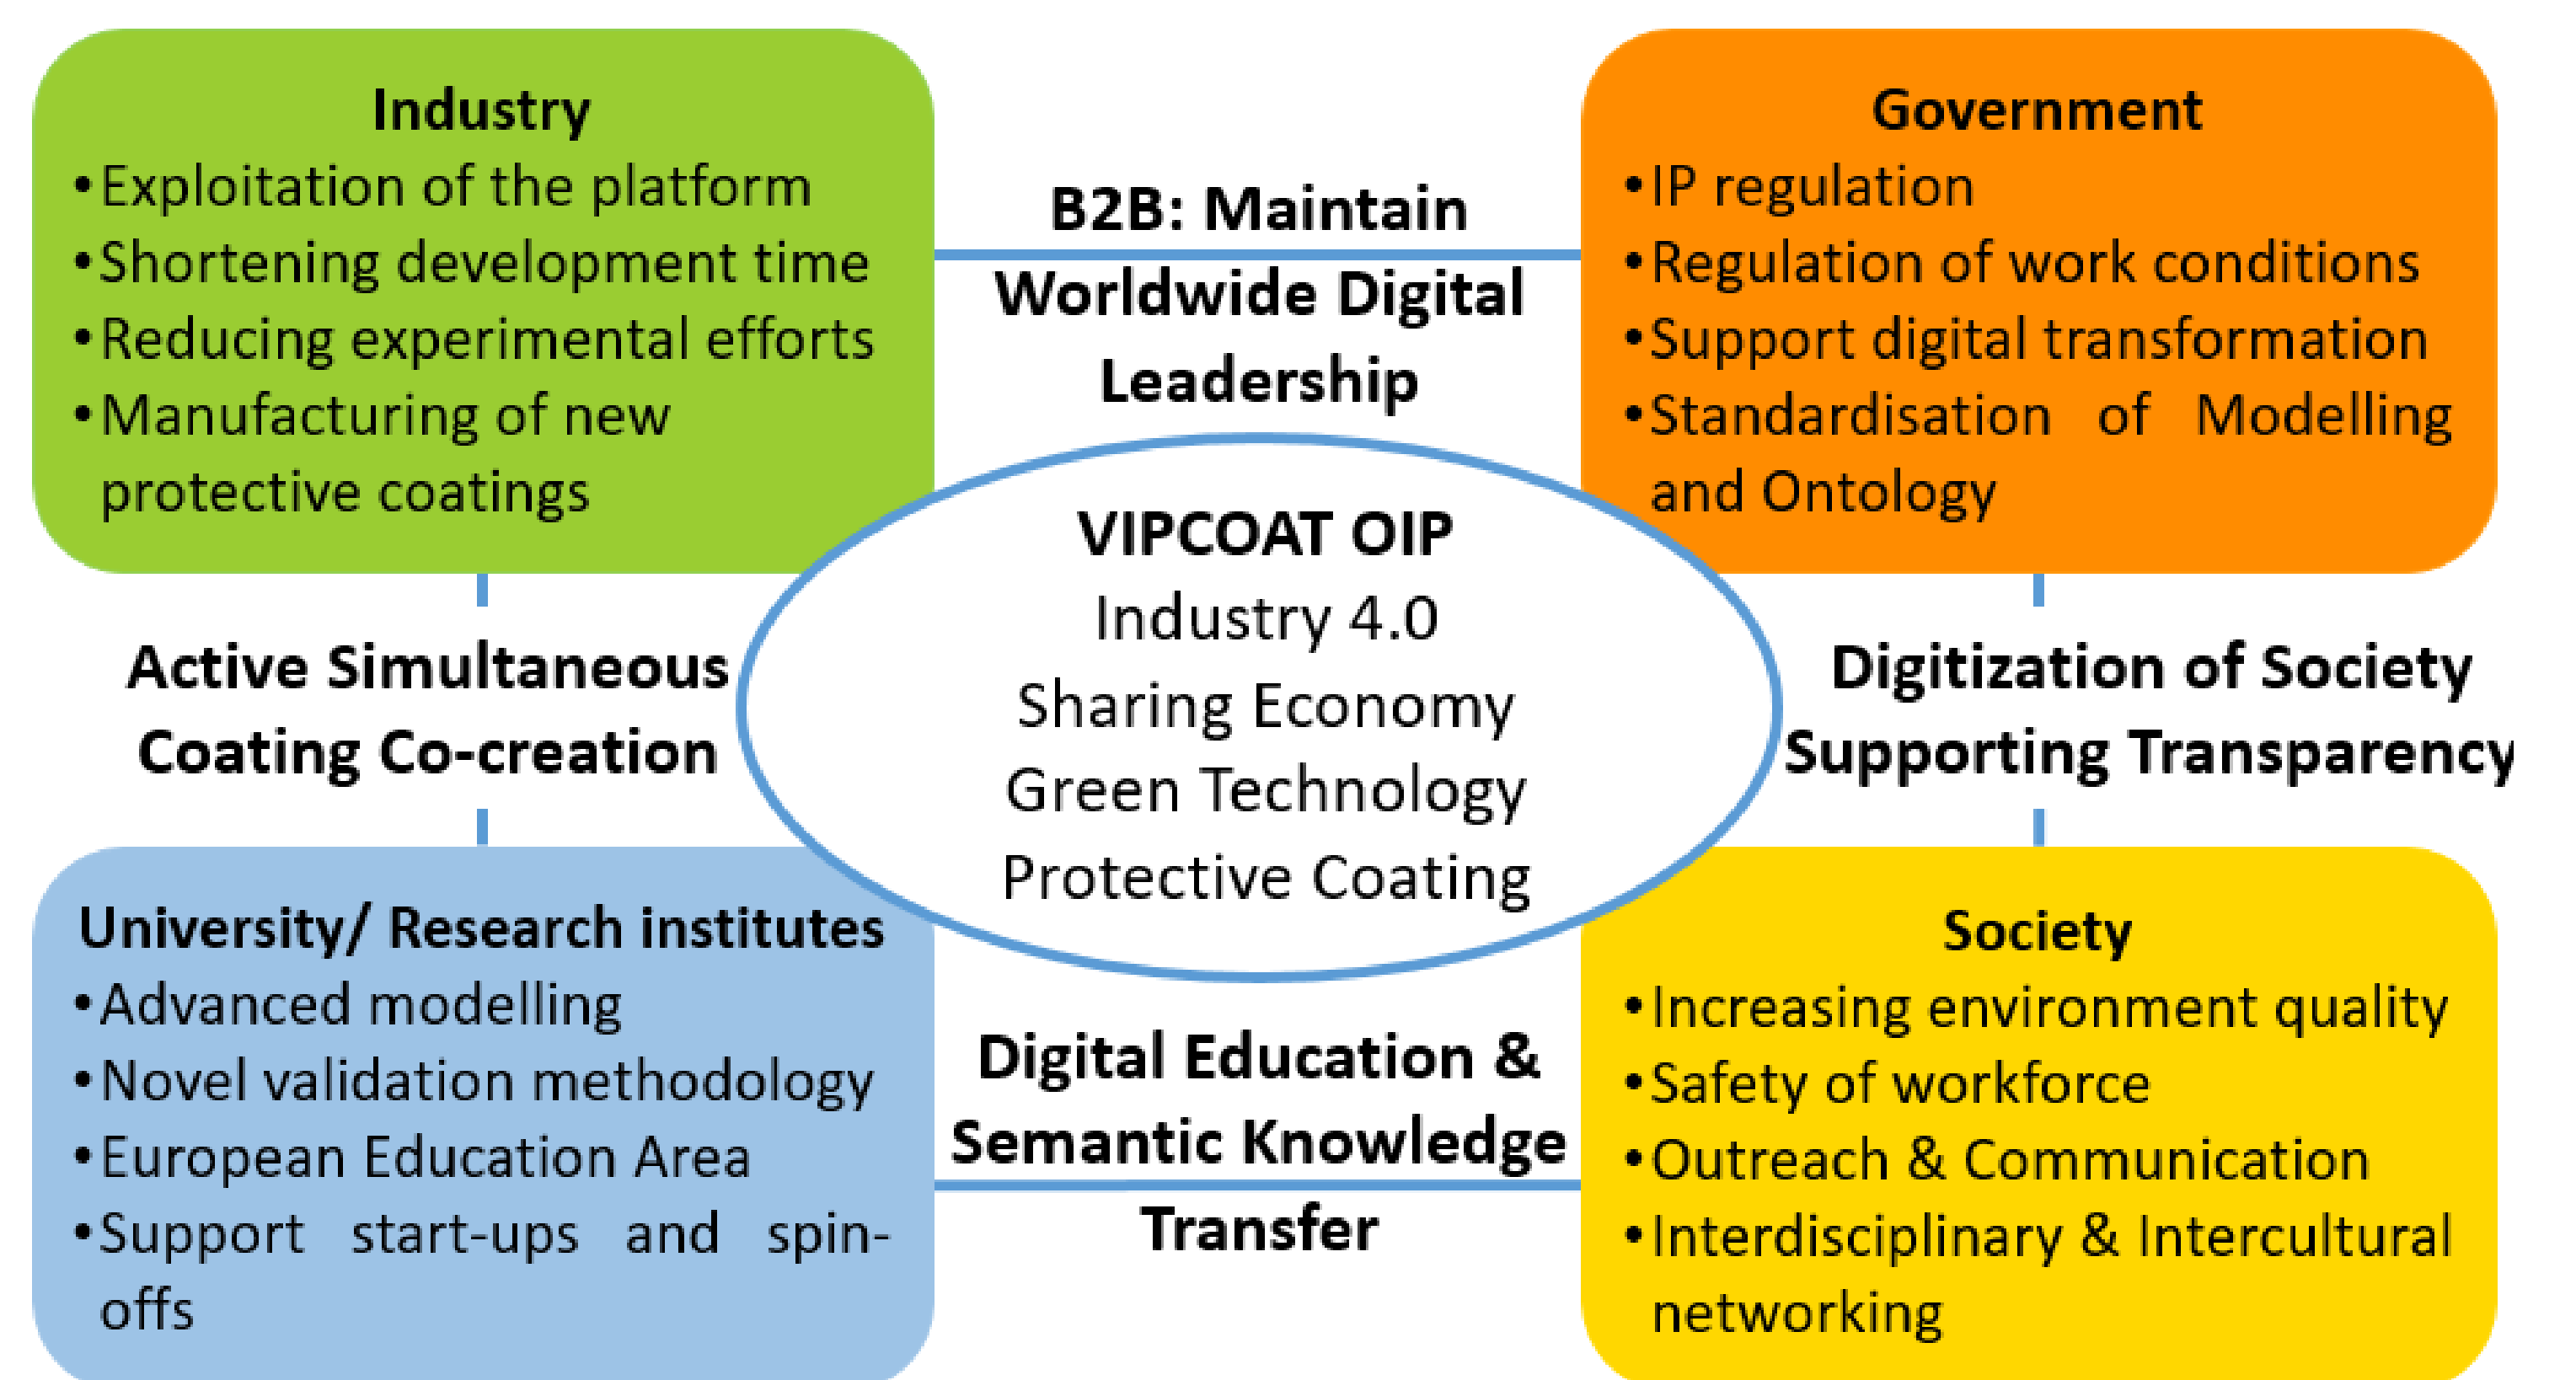 Industry
•Exploitation of the platform
•Shortening development time
•Reducing experimental efforts
•Manufacturing of new
protective coatings
B2B: Maintain
Worldwide Digital
Leadership
Government
•IP regulation
•Regulation of work conditions
•Support digital transformation
•Standardisation of Modelling
and Ontology
Active Simultaneous
Coating Co-creation
VIPCOAT OIP
Industry 4.0
Sharing Economy
Green Technology
Protective Coating
Digitization of Society
Supporting Transparency
University/ Research institutes
•Advanced modelling
•Novel validation methodology
•European Education Area
•Support start-ups and spin-
offs
Digital Education &
Semantic Knowledge
Transfer
Society
•Increasing environment quality
•Safety of workforce
•Outreach & Communication
•Interdisciplinary & Intercultural
networking